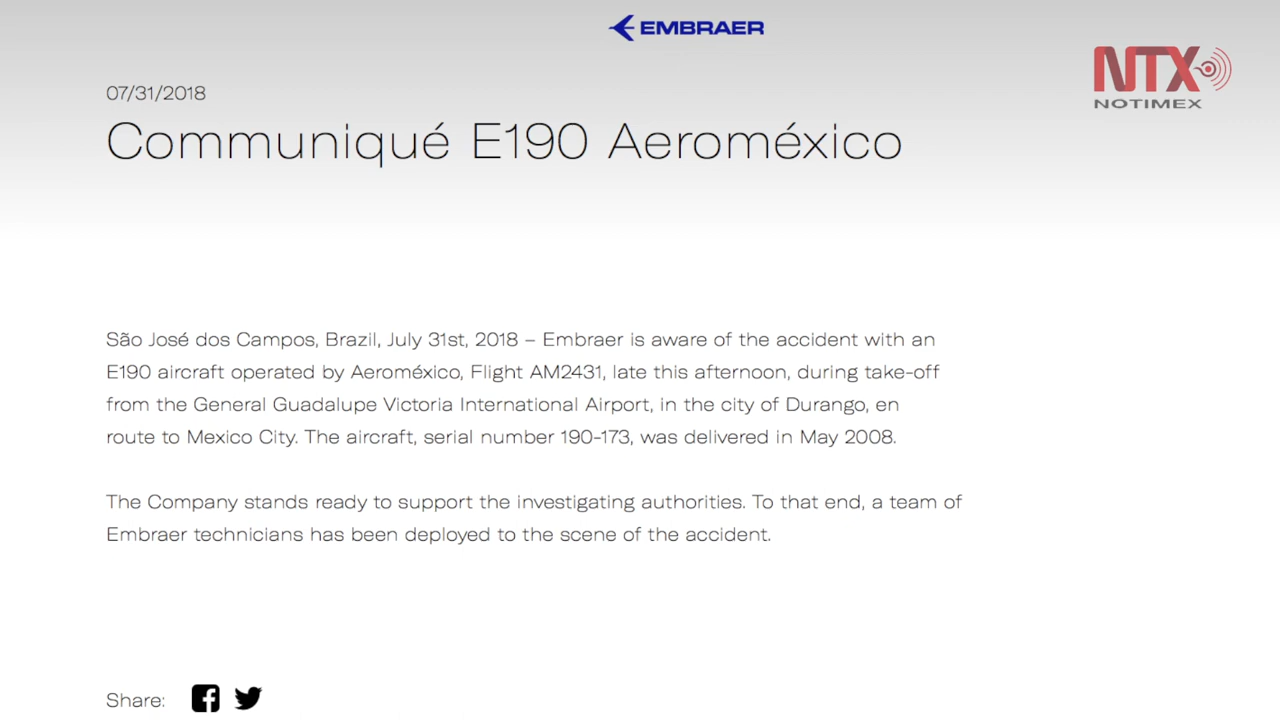 EMBRAER
NTX
NOTIMEX
07/31/2018
Communiqué E190 Aeroméxico
São José dos Campos, Brazil, July 31st, 2018 – Embraer is aware of the accident with an
E190 aircraft operated by Aeroméxico, Flight AM2431, late this afternoon, during take-off
from the General Guadalupe Victoria International Airport, in the city of Durango, en
route to Mexico City. The aircraft, serial number 190-173, was delivered in May 2008.
The Company stands ready to support the investigating authorities. To that end, a team of
Embraer technicians has been deployed to the scene of the accident.
Share: